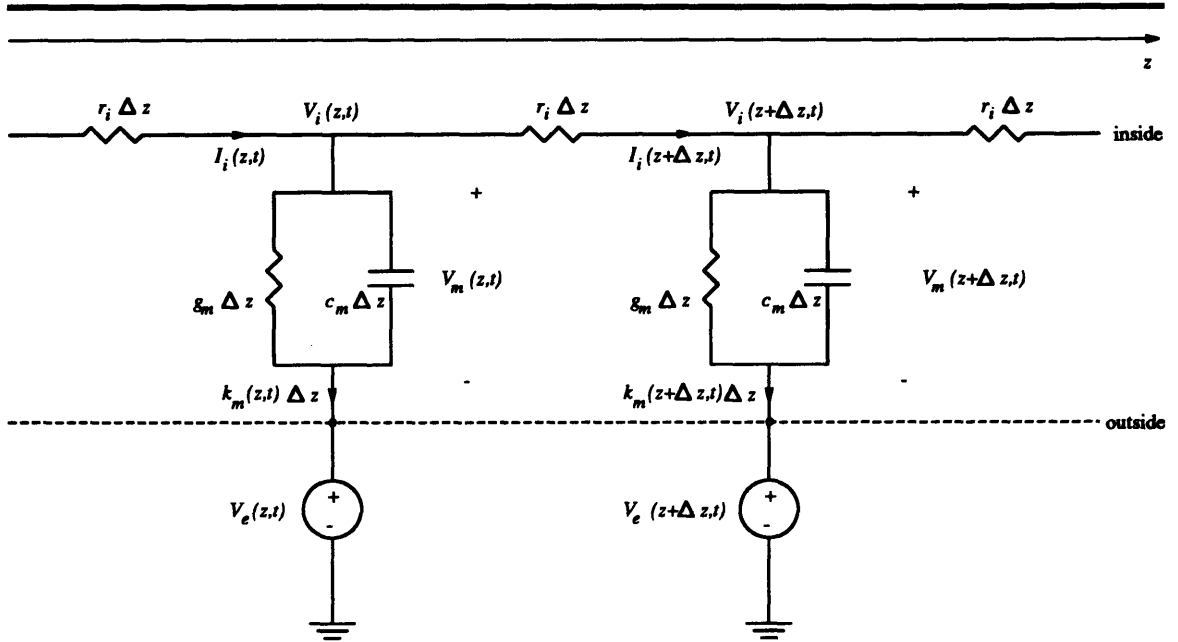 z
r_i Δ z
V_i (z,t)
r_i Δ z
V_i (z+Δ z,t)
r_i Δ z
inside
I_i (z,t)
I_i (z+Δ z,t)
+
+
g_m Δ z
c_m Δ z
V_m (z,t)
g_m Δ z
c_m Δ z
V_m (z+Δ z,t)
k_m (z,t) Δ z
-
k_m (z+Δ z,t) Δ z
-
outside
V_e (z,t)
+
-
V_e (z+Δ z,t)
+
-